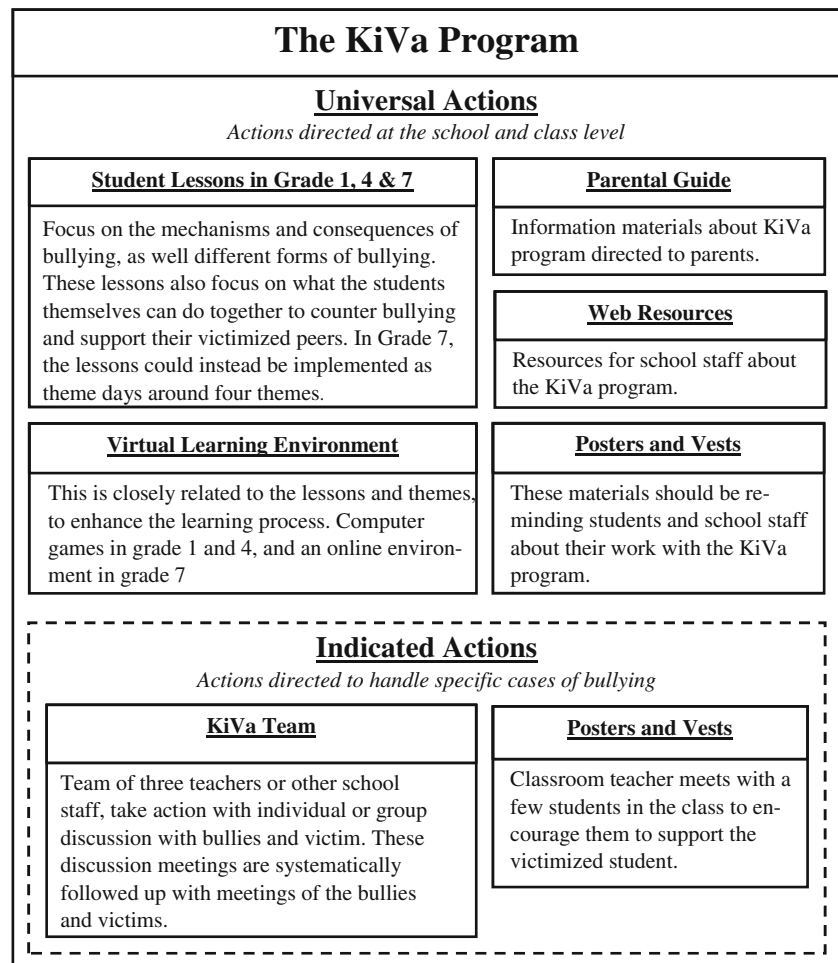 The KiVa Program
Universal Actions
Actions directed at the school and class level
Student Lessons in Grade 1, 4 & 7
Focus on the mechanisms and consequences of
bullying, as well different forms of bullying.
These lessons also focus on what the students
themselves can do together to counter bullying
and support their victimized peers. In Grade 7,
the lessons could instead be implemented as
theme days around four themes.
Parental Guide
Information materials about KiVa
program directed to parents.
Web Resources
Resources for school staff about
the KiVa program.
Virtual Learning Environment
This is closely related to the lessons and themes,
to enhance the learning process. Computer
games in grade 1 and 4, and an online environ-
ment in grade 7
Posters and Vests
These materials should be re-
minding students and school staff
about their work with the KiVa
program.
Indicated Actions
Actions directed to handle specific cases of bullying
KiVa Team
Team of three teachers or other school
staff, take action with individual or group
discussion with bullies and victim. These
discussion meetings are systematically
followed up with meetings of the bullies
and victims.
Posters and Vests
Classroom teacher meets with a
few students in the class to en-
courage them to support the
victimized student.